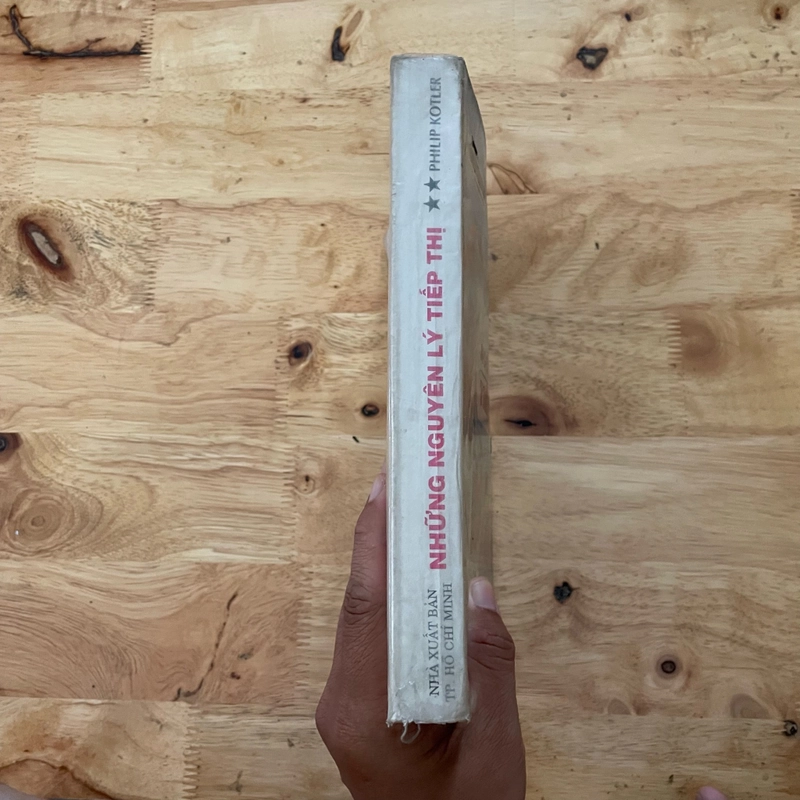 NHÀ XUẤT BẢN
TP. HỒ CHÍ MINH
NHỮNG NGUYÊN LÝ TIẾP THỊ
★★ PHILIP KOTLER